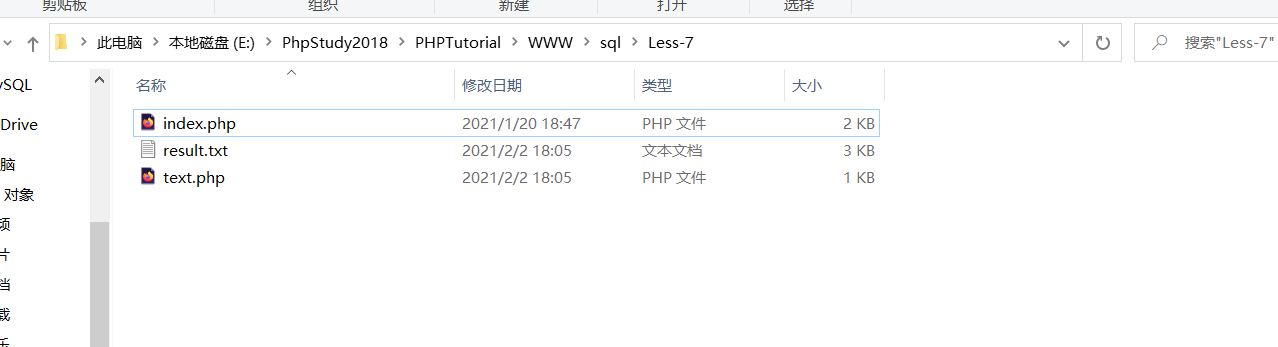 剪贴板 组织 新建 打开 选择
此电脑 本地磁盘 (E:) PhpStudy2018 PHPTutorial WWW sql Less-7 搜索"Less-7"
名称 修改日期 类型 大小
ySQL
Drive
脑
对象
频
片
档
载
乐
index.php 2021/1/20 18:47 PHP 文件 2 KB
result.txt 2021/2/2 18:05 文本文档 3 KB
text.php 2021/2/2 18:05 PHP 文件 1 KB